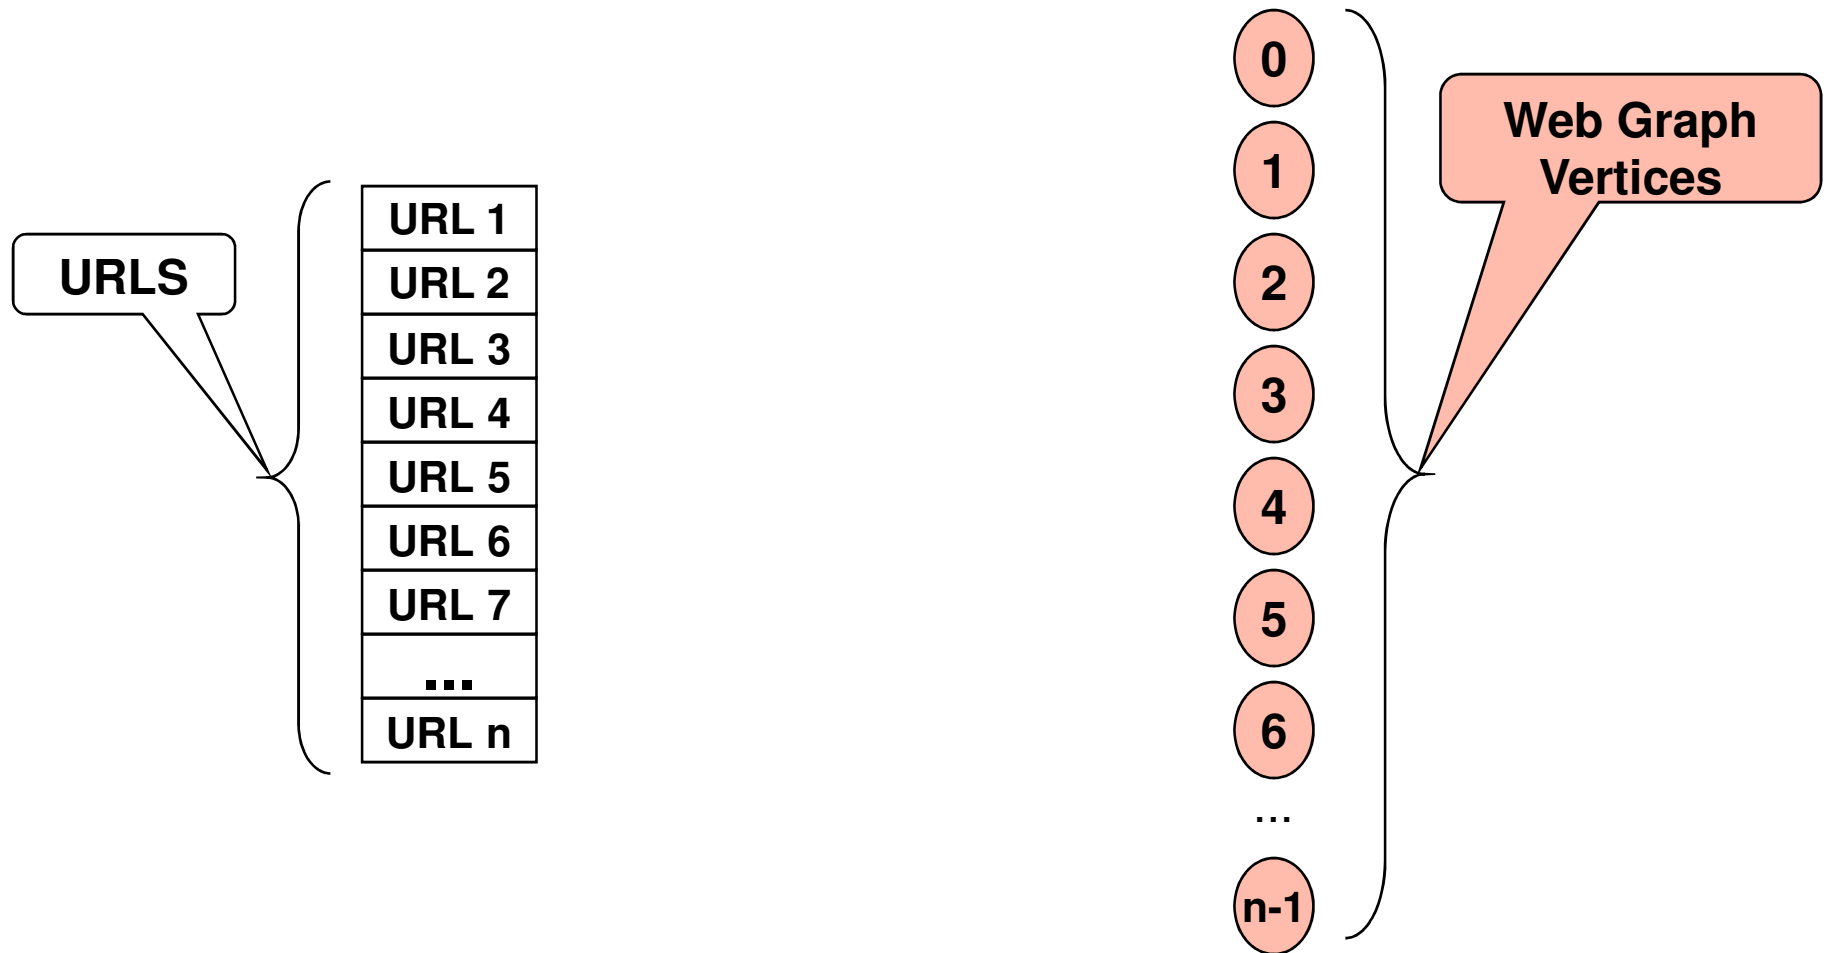 URLS
URL 1
URL 2
URL 3
URL 4
URL 5
URL 6
URL 7
...
URL n
0
1
2
3
4
5
6
...
n-1
Web Graph
Vertices